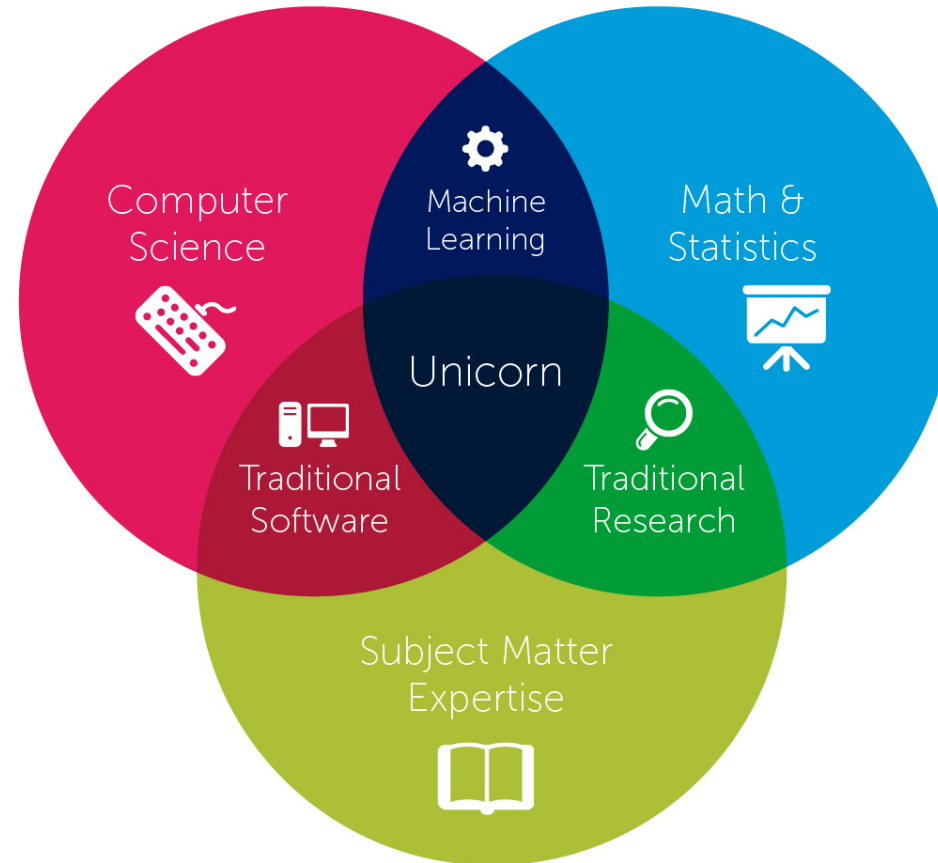 Computer
Science
Machine
Learning
Math &
Statistics
Unicorn
Traditional
Software
Traditional
Research
Subject Matter
Expertise